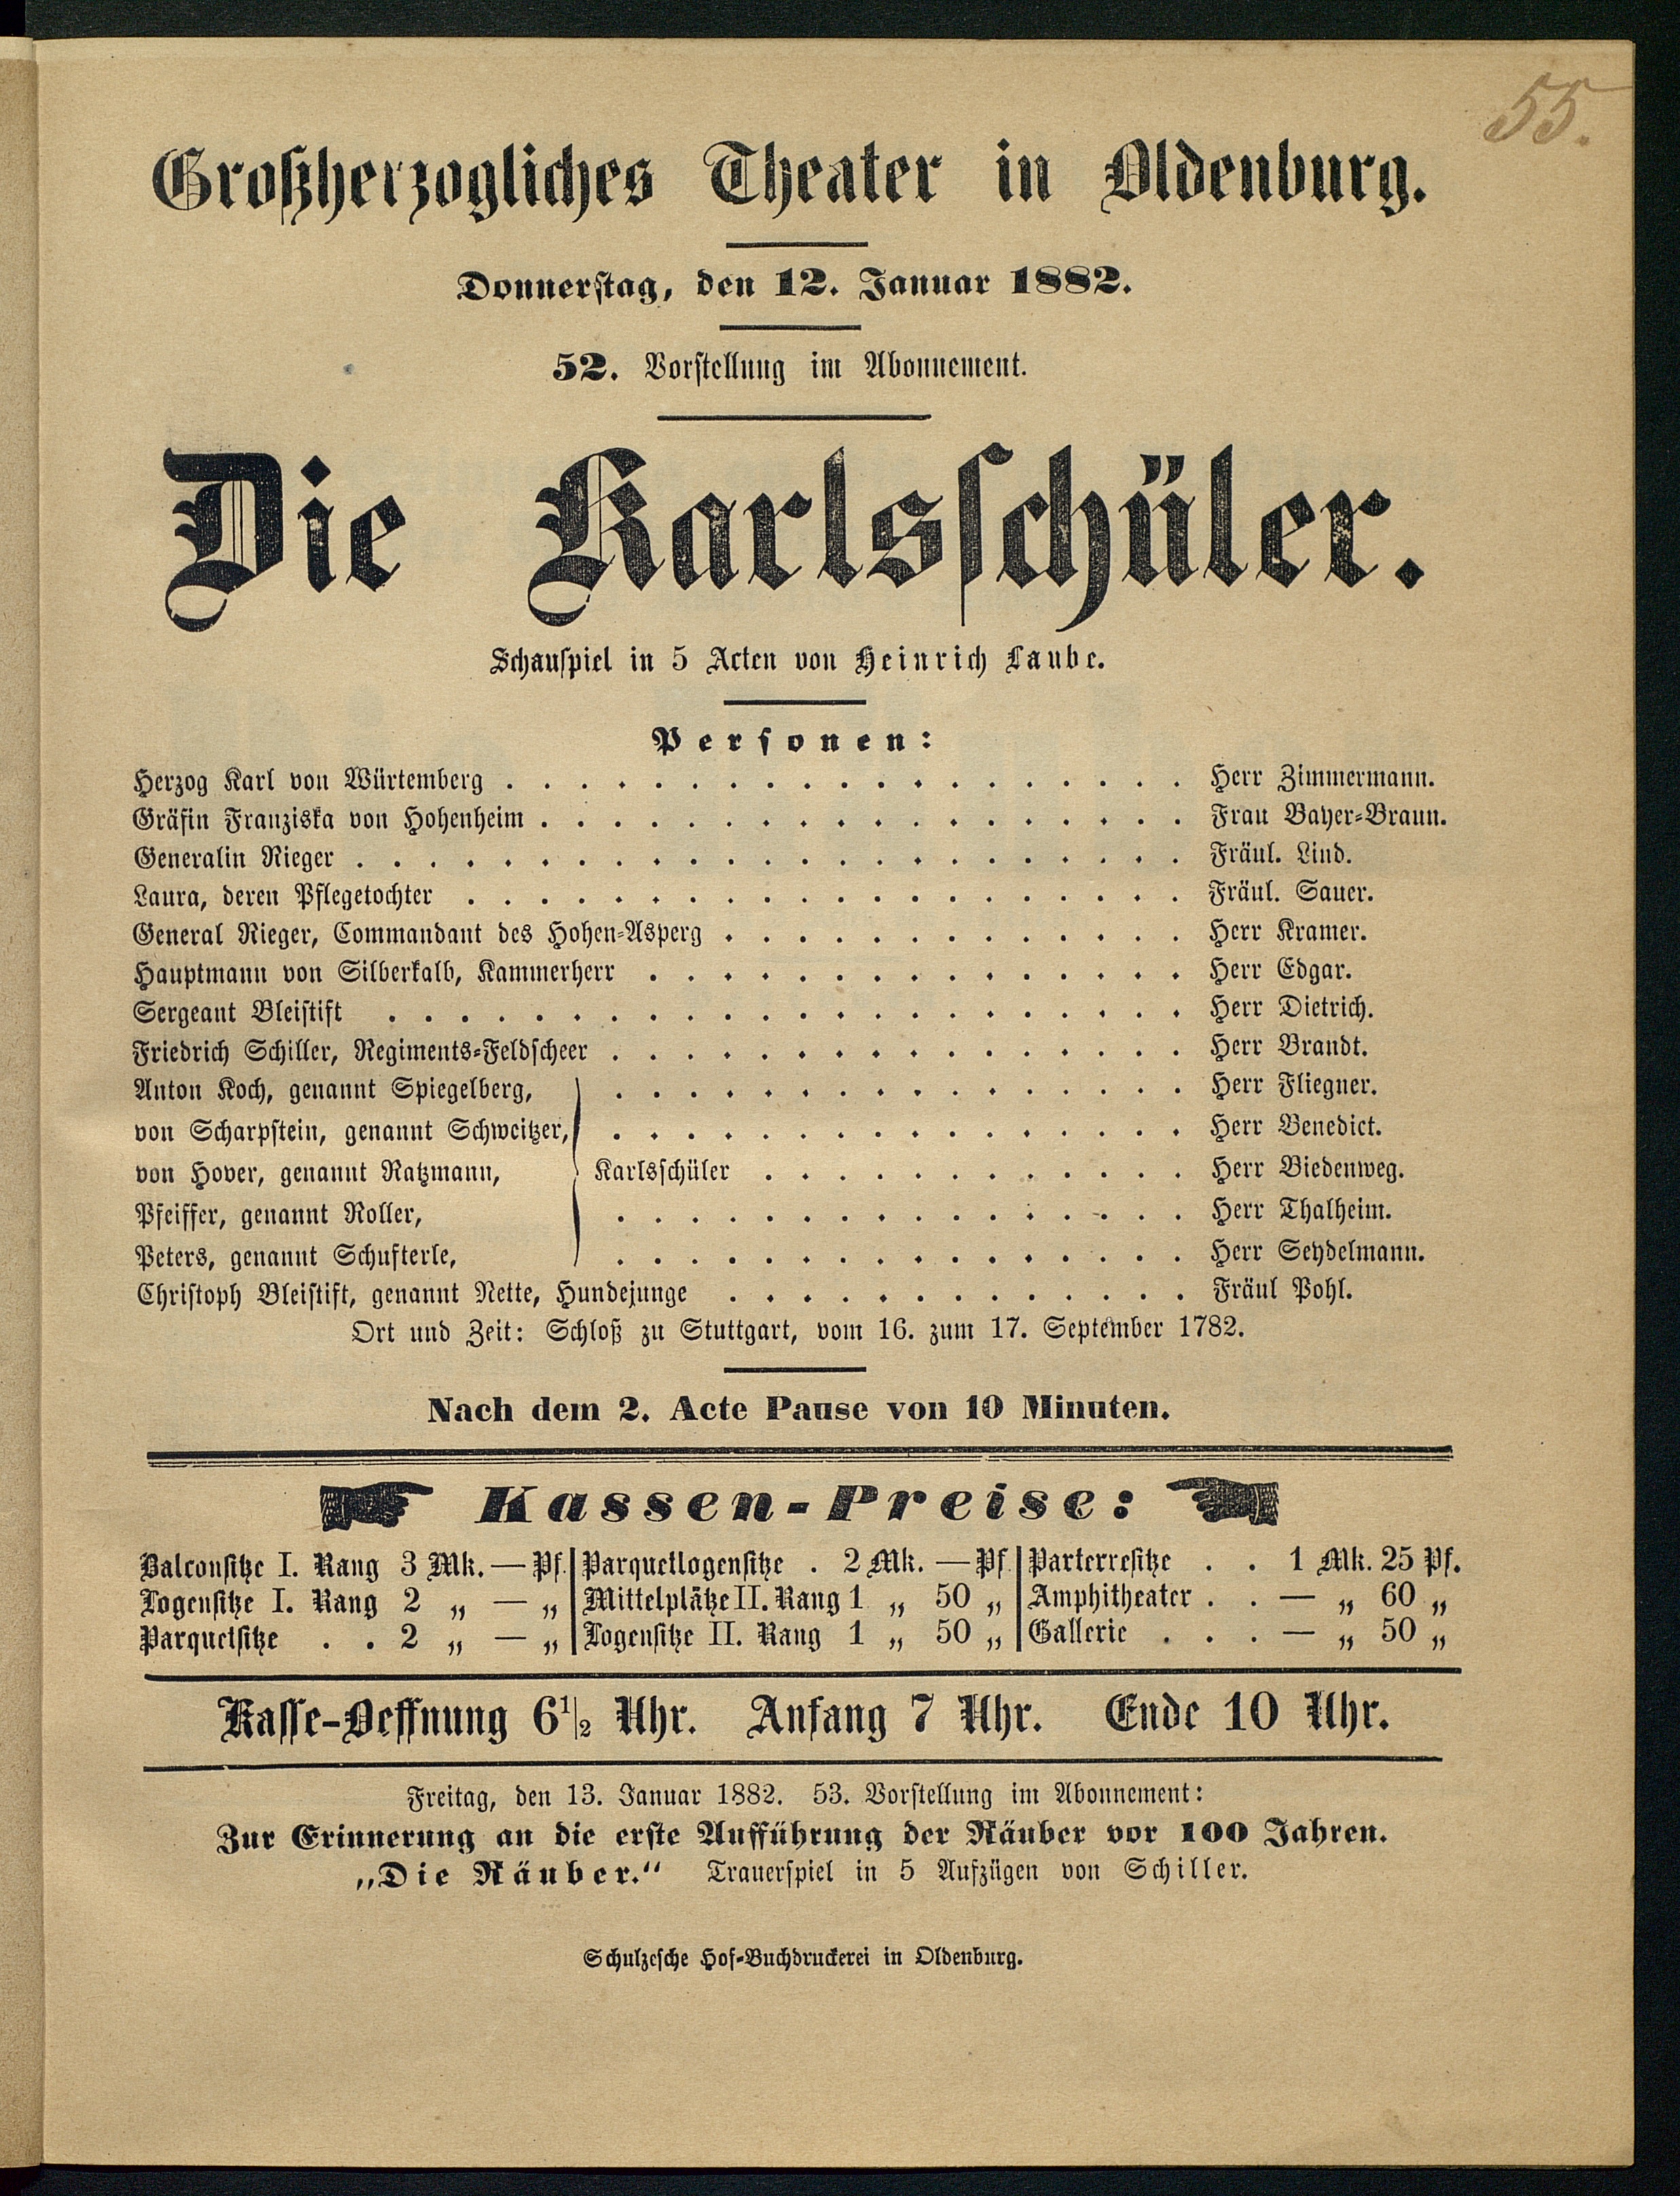 55.
Großherzogliches Theater in Oldenburg.
Donnerstag, den 12. Januar 1882.
52. Vorstellung im Abonnement.
Die Karlsschüler.
Schauspiel in 5 Acten von Heinrich Laube.
Personen:
Herzog Karl von Würtemberg . . . . . . . . . . . . . . . . . . . Herr Zimmermann.
Gräfin Franziska von Hohenheim . . . . . . . . . . . . . . . . . . Frau Bayer-Braun.
Generalin Rieger . . . . . . . . . . . . . . . . . . . . . . . Fräul. Lind.
Laura, deren Pflegetochter . . . . . . . . . . . . . . . . . . . . Fräul. Sauer.
General Rieger, Commandant des Hohen-Asperg . . . . . . . . . . . . . Herr Kramer.
Hauptmann von Silberkalb, Kammerherr . . . . . . . . . . . . . . . Herr Edgar.
Sergeant Bleistift . . . . . . . . . . . . . . . . . . . . . . Herr Dietrich.
Friedrich Schiller, Regiments-Feldscheer . . . . . . . . . . . . . . . . Herr Brandt.
Anton Koch, genannt Spiegelberg, . . . . . . . . . . . . . . . . Herr Fliegner.
von Scharpstein, genannt Schweitzer, . . . . . . . . . . . . . . . . Herr Benedict.
von Hover, genannt Ratzmann, Karlsschüler . . . . . . . . . . . . Herr Biedenweg.
Pfeiffer, genannt Roller, . . . . . . . . . . . . . . . . Herr Thalheim.
Peters, genannt Schufterle, . . . . . . . . . . . . . . . . Herr Seydelmann.
Christoph Bleistift, genannt Nette, Hundejunge . . . . . . . . . . . . . Fräul Pohl.
Ort und Zeit: Schloß zu Stuttgart, vom 16. zum 17. September 1782.
Nach dem 2. Acte Pause von 10 Minuten.
Kassen-Preise:
Balconsitze I. Rang 3 Mk. — Pf. Parquetlogensitze . 2 Mk. — Pf. Parterresitze . . 1 Mk. 25 Pf.
Logensitze I. Rang 2 „ — „ Mittelplätze II. Rang 1 „ 50 „ Amphitheater . . — „ 60 „
Parquetsitze . . 2 „ — „ Logensitze II. Rang 1 „ 50 „ Gallerie . . . — „ 50 „
Kasse-Oeffnung 6½ Uhr. Anfang 7 Uhr. Ende 10 Uhr.
Freitag, den 13. Januar 1882. 53. Vorstellung im Abonnement:
Zur Erinnerung an die erste Aufführung der Räuber vor 100 Jahren.
„Die Räuber.“ Trauerspiel in 5 Aufzügen von Schiller.
Schulzesche Hof-Buchdruckerei in Oldenburg.